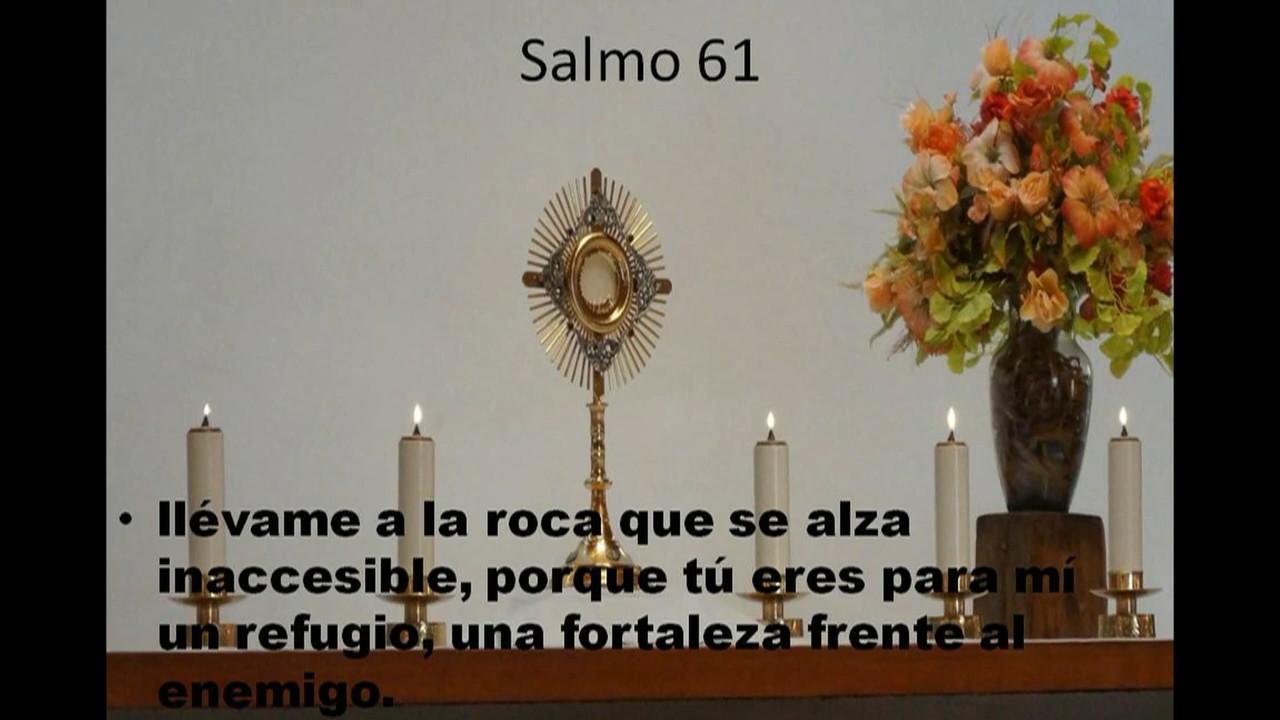 Salmo 61
• llévame a la roca que se alza
inaccesible, porque tú eres para mí
un refugio, una fortaleza frente al
enemigo.